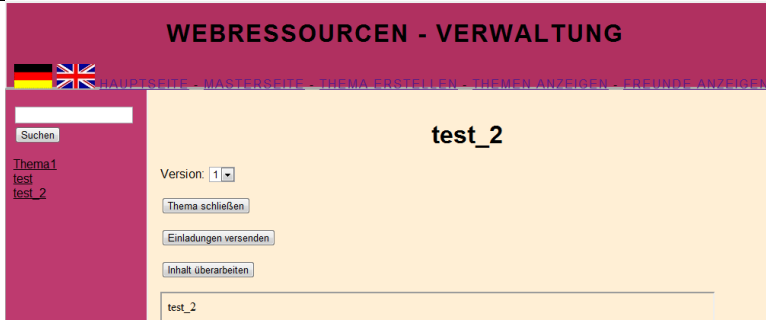 WEBRESSOURCEN - VERWALTUNG
HAUPTSEITE - MASTERSEITE - THEMA ERSTELLEN - THEMEN ANZEIGEN - FREUNDE ANZEIGEN
Suchen
Thema1
test
test_2
test_2
Version: 1
Thema schließen
Einladungen versenden
Inhalt überarbeiten
test_2